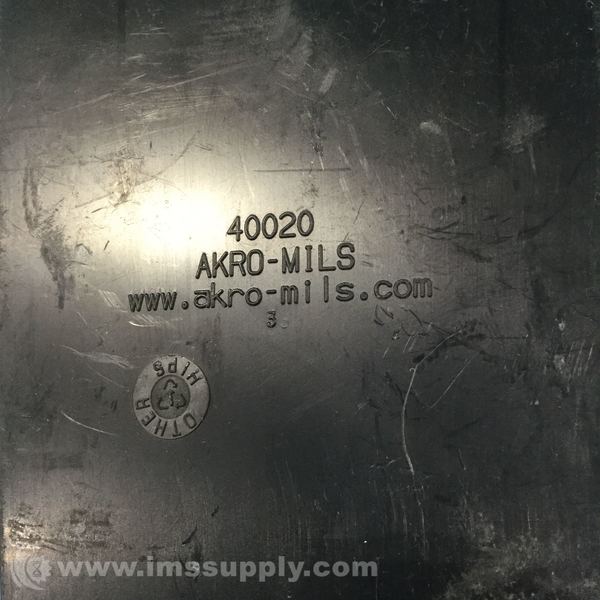 40020
AKRO-MILS
www.akro-mils.com
3
HIPS
OTHER
www.imssupply.com